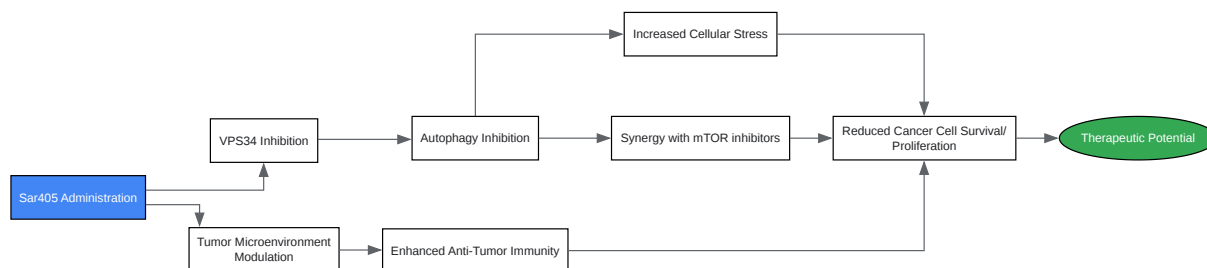 Increased Cellular Stress
VPS34 Inhibition
Autophagy Inhibition
Synergy with mTOR inhibitors
Reduced Cancer Cell Survival/
Proliferation
Therapeutic Potential
Sar405 Administration
Tumor Microenvironment
Modulation
Enhanced Anti-Tumor Immunity